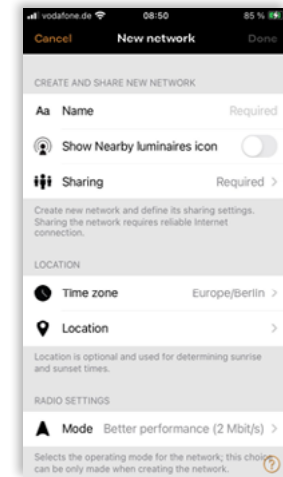 vodafone.de 08:50 85 %
Cancel New network Done
CREATE AND SHARE NEW NETWORK
Aa Name Required
Show Nearby luminaires icon
Sharing Required >
Create new network and define its sharing settings.
Sharing the network requires reliable Internet
connection.
LOCATION
Time zone Europe/Berlin >
Location >
Location is optional and used for determining sunrise
and sunset times.
RADIO SETTINGS
Mode Better performance (2 Mbit/s) >
Selects the operating mode for the network; this choice
can be only made when creating the network.
?